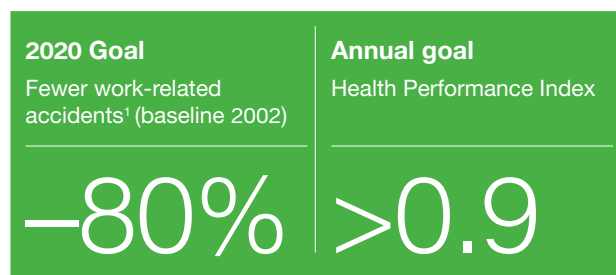 2020 Goal
Fewer work-related
accidents¹ (baseline 2002)
–80%
Annual goal
Health Performance Index
>0.9